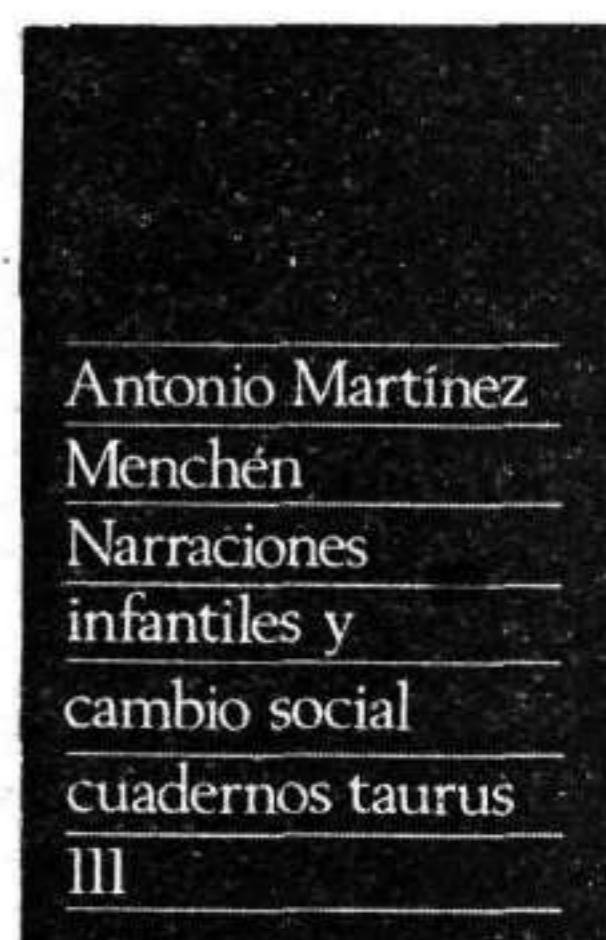 Antonio Martínez
Menchén
Narraciones
infantiles y
cambio social
cuadernos taurus
111